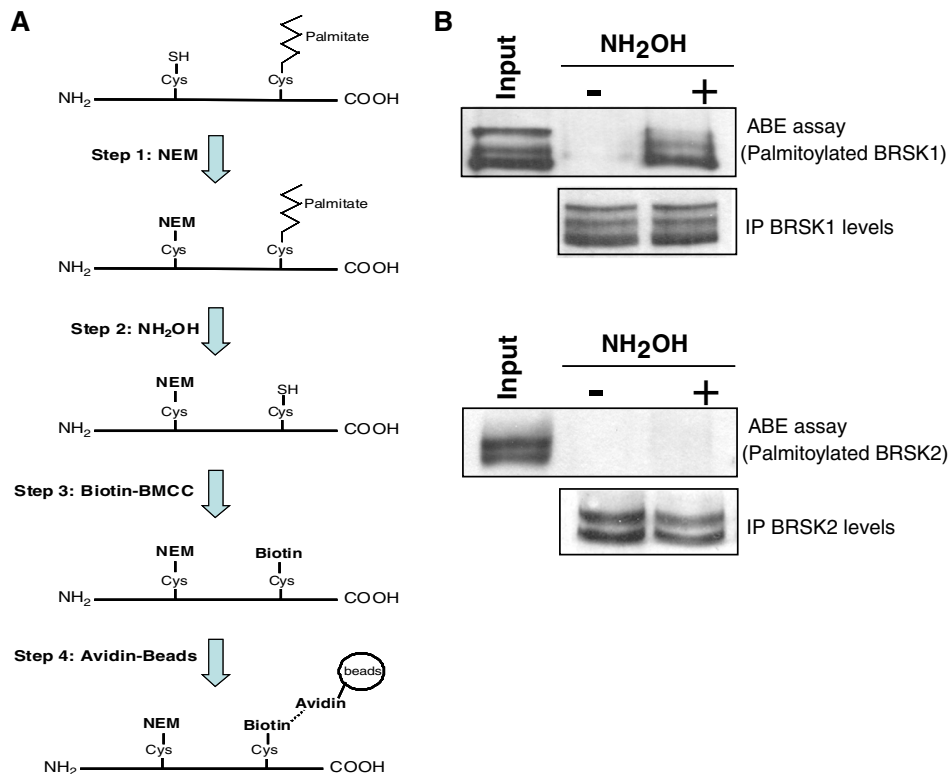 A
SH
Cys
Palmitate
Cys
NH2
COOH
Step 1: NEM
NEM
Cys
Palmitate
Cys
NH2
COOH
Step 2: NH2OH
NEM
Cys
SH
Cys
NH2
COOH
Step 3: Biotin-BMCC
NEM
Cys
Biotin
Cys
NH2
COOH
Step 4: Avidin-Beads
beads
Avidin
NEM
Cys
Biotin
Cys
NH2
COOH
B
Input
NH2OH
- +
ABE assay
(Palmitoylated BRSK1)
IP BRSK1 levels
Input
NH2OH
- +
ABE assay
(Palmitoylated BRSK2)
IP BRSK2 levels